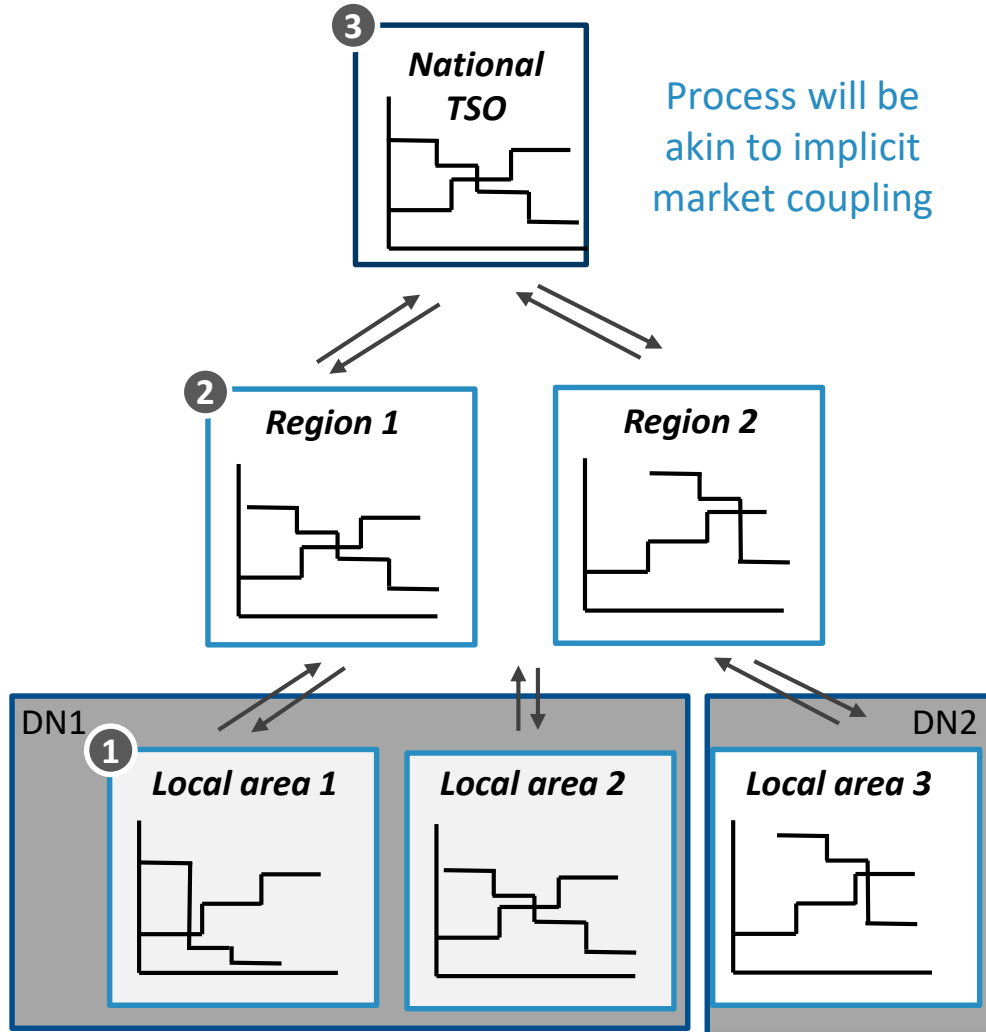 3
National
TSO
Process will be
akin to implicit
market coupling
2
Region 1
Region 2
DN1
DN2
1
Local area 1
Local area 2
Local area 3